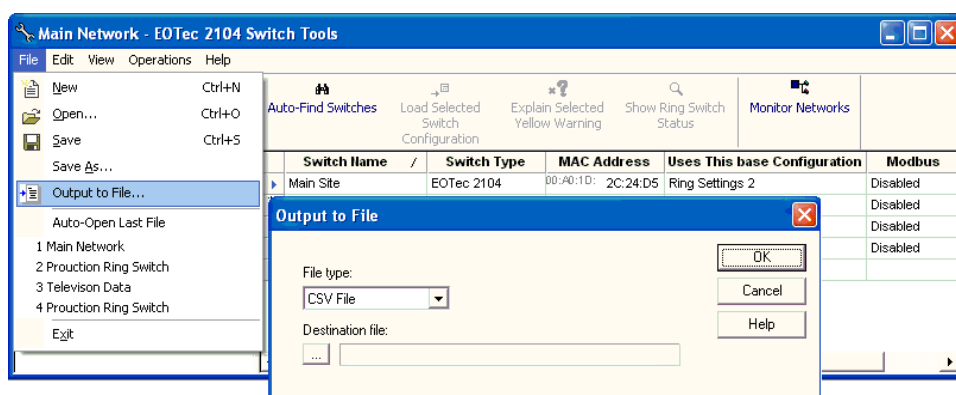 Main Network - EOTec 2104 Switch Tools
File Edit View Operations Help
New Ctrl+N
Open... Ctrl+O
Save Ctrl+S
Save As...
Output to File...
Auto-Open Last File
1 Main Network
2 Prouction Ring Switch
3 Televison Data
4 Prouction Ring Switch
Exit
Auto-Find Switches
Load Selected
Switch
Configuration
Explain Selected
Yellow Warning
Show Ring Switch
Status
Monitor Networks
Switch Name / Switch Type MAC Address Uses This base Configuration Modbus
Main Site EOTec 2104 00:A0:1D: 2C:24:D5 Ring Settings 2 Disabled
Disabled
Disabled
Disabled
Output to File
File type:
CSV File
Destination file:
...
OK
Cancel
Help